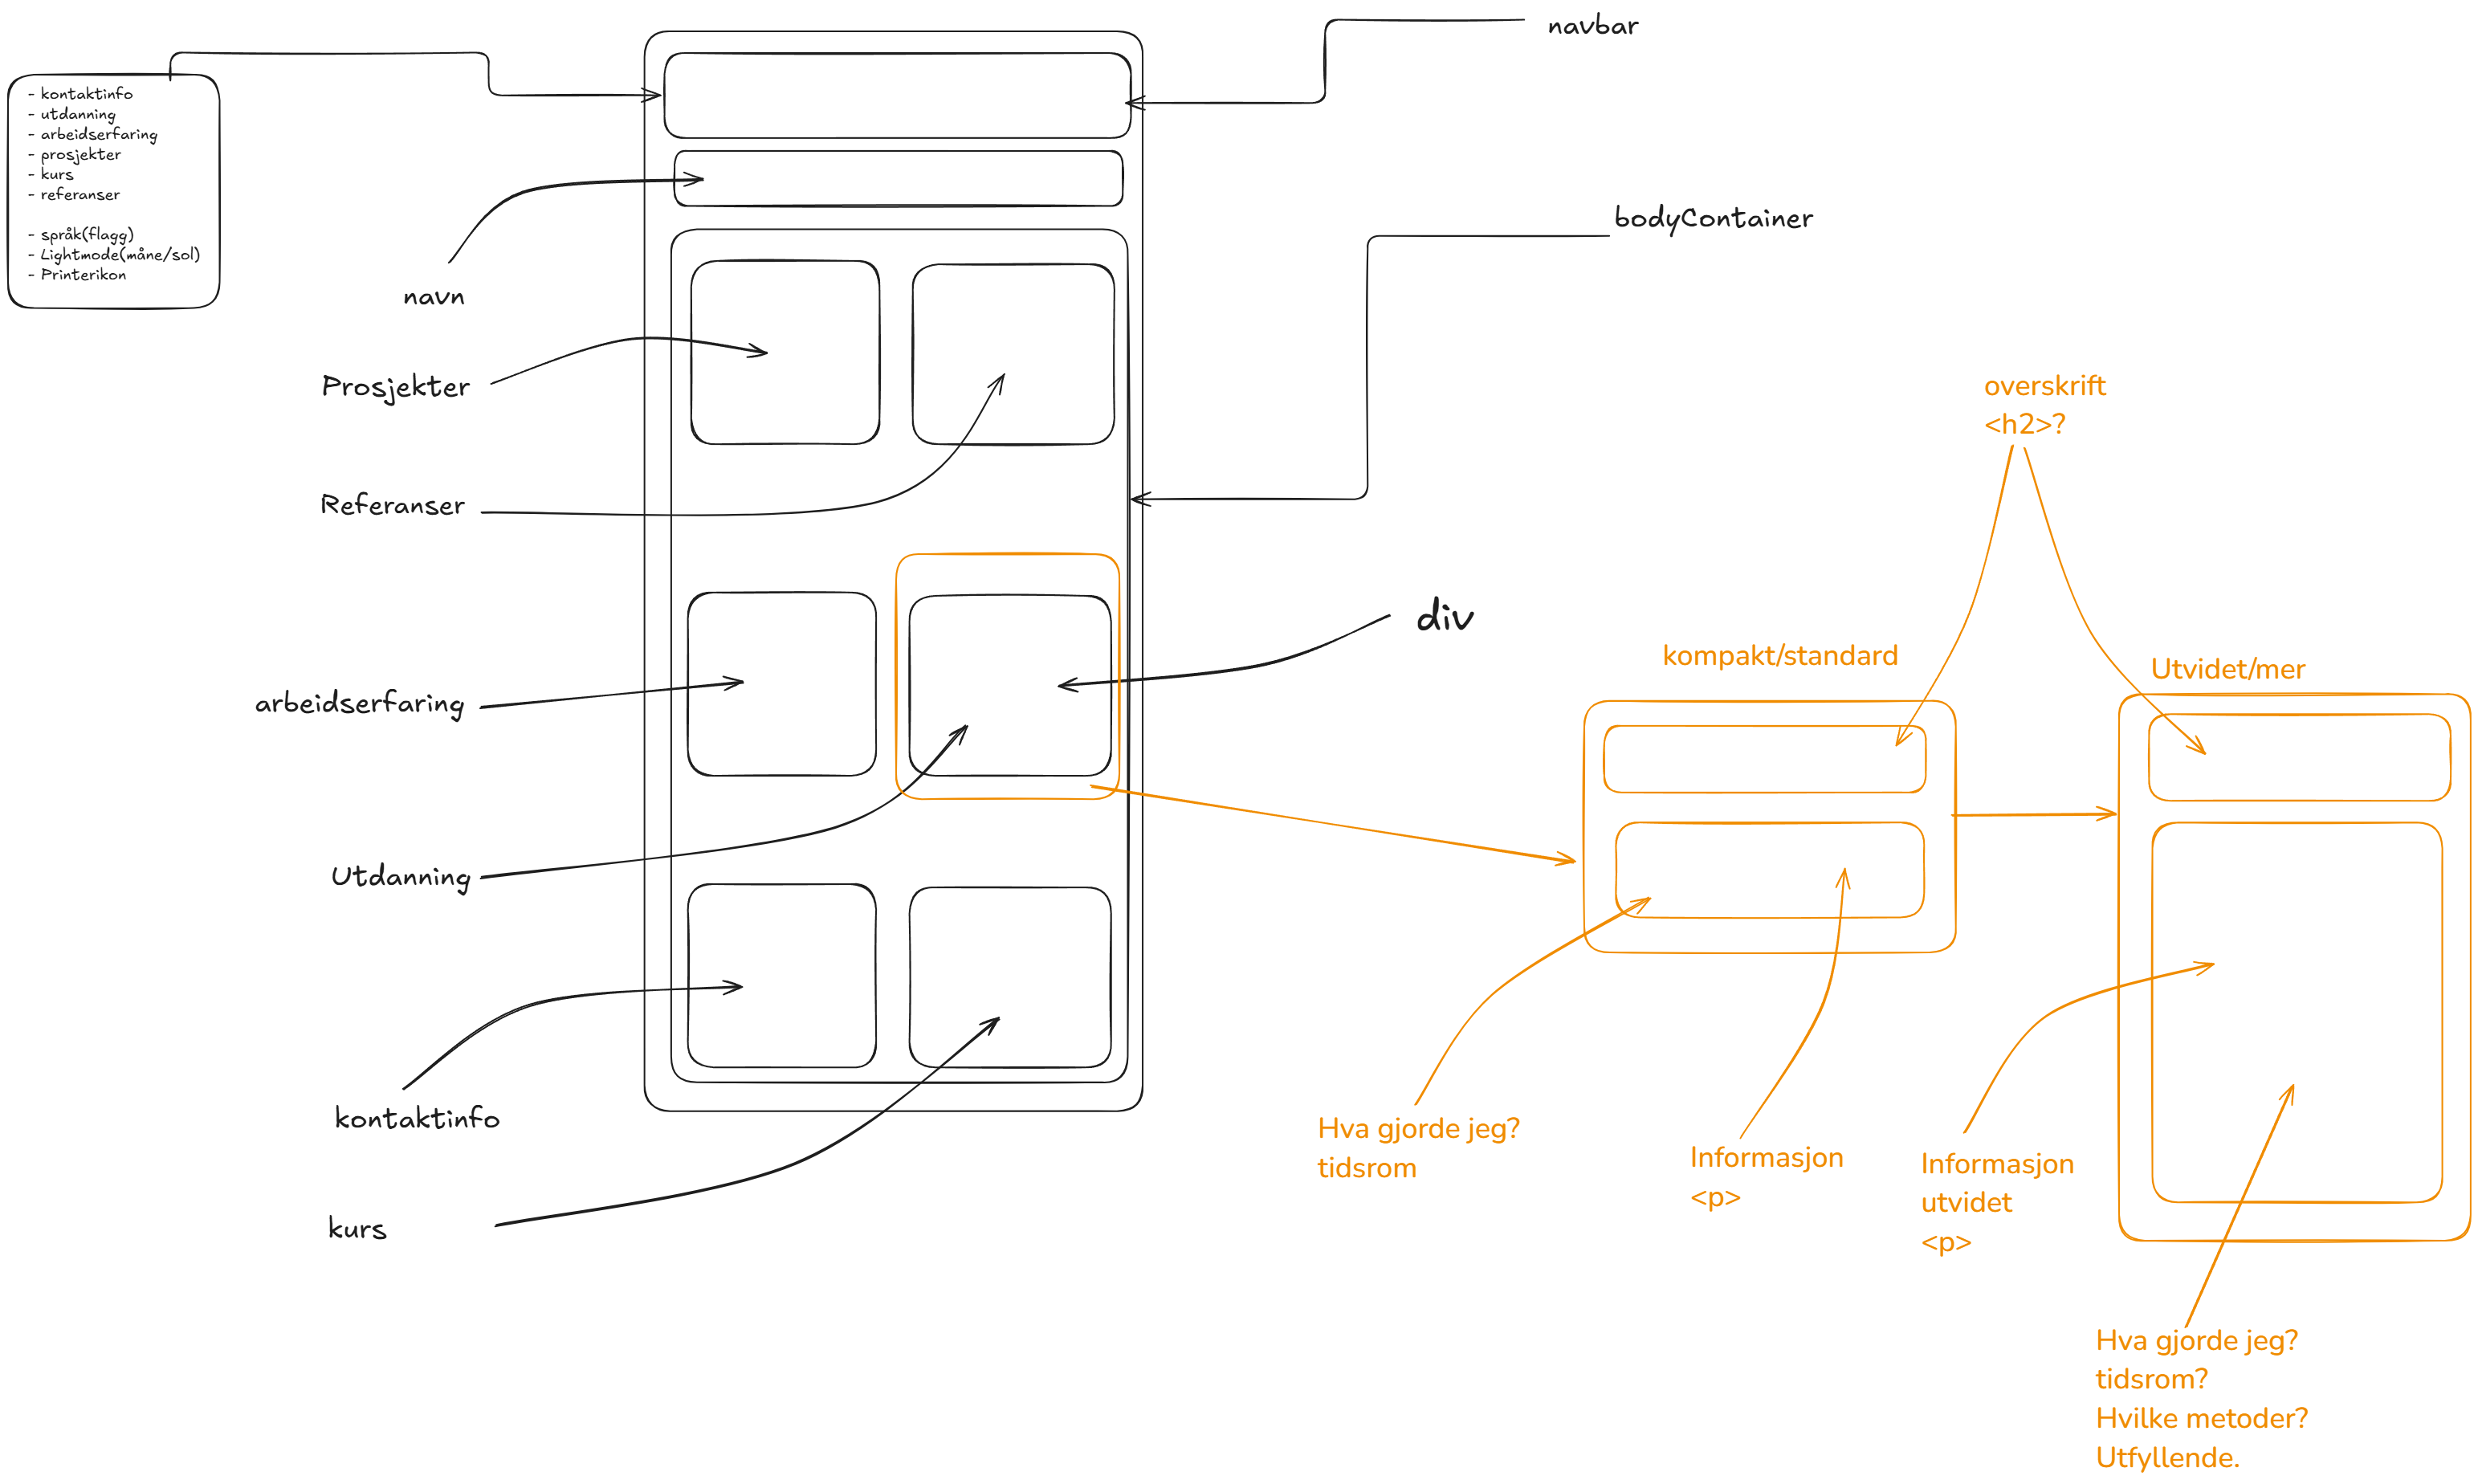 navbar
- kontaktinfo
- utdanning
- arbeidserfaring
- prosjekter
- kurs
- referanser
- språk(flagg)
- Lightmode(måne/sol)
- Printerikon
bodyContainer
navn
Prosjekter
Referanser
arbeidserfaring
Utdanning
kontaktinfo
kurs
div
overskrift
<h2>?
kompakt/standard
Utvidet/mer
Hva gjorde jeg?
tidsrom
Informasjon
<p>
Informasjon
utvidet
<p>
Hva gjorde jeg?
tidsrom?
Hvilke metoder?
Utfyllende.